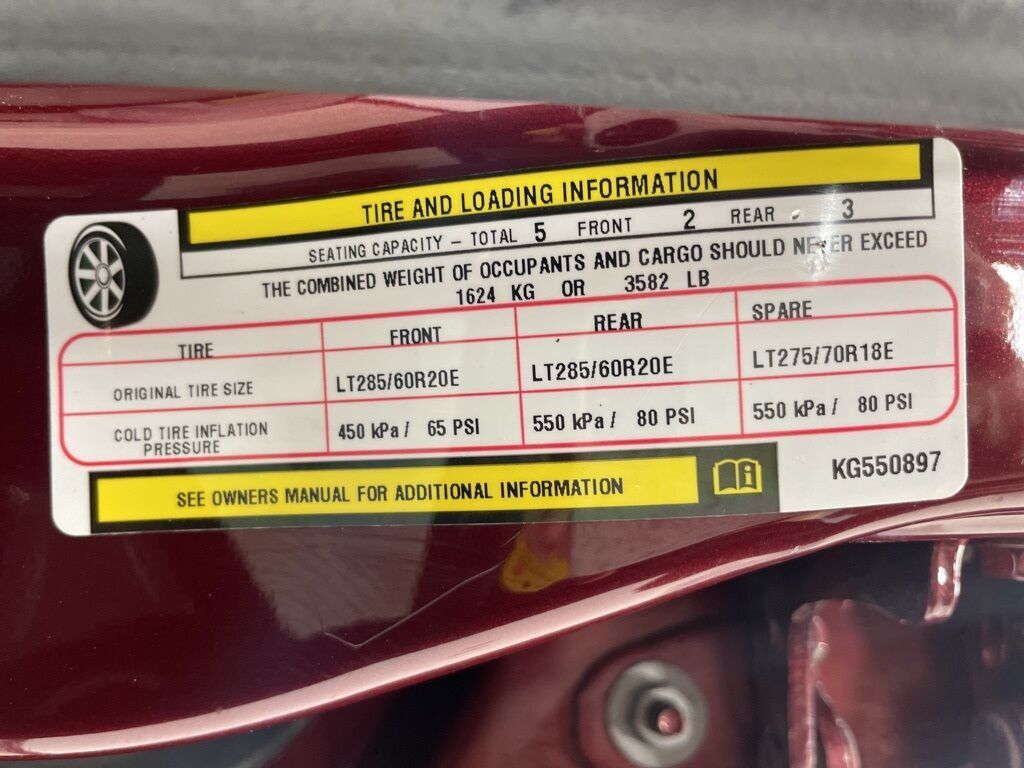 TIRE AND LOADING INFORMATION
SEATING CAPACITY – TOTAL 5 FRONT 2 REAR 3
THE COMBINED WEIGHT OF OCCUPANTS AND CARGO SHOULD NEVER EXCEED
1624 KG OR 3582 LB
TIRE FRONT REAR SPARE
ORIGINAL TIRE SIZE LT285/60R20E LT285/60R20E LT275/70R18E
COLD TIRE INFLATION PRESSURE 450 kPa / 65 PSI 550 kPa / 80 PSI 550 kPa / 80 PSI
SEE OWNERS MANUAL FOR ADDITIONAL INFORMATION
KG550897